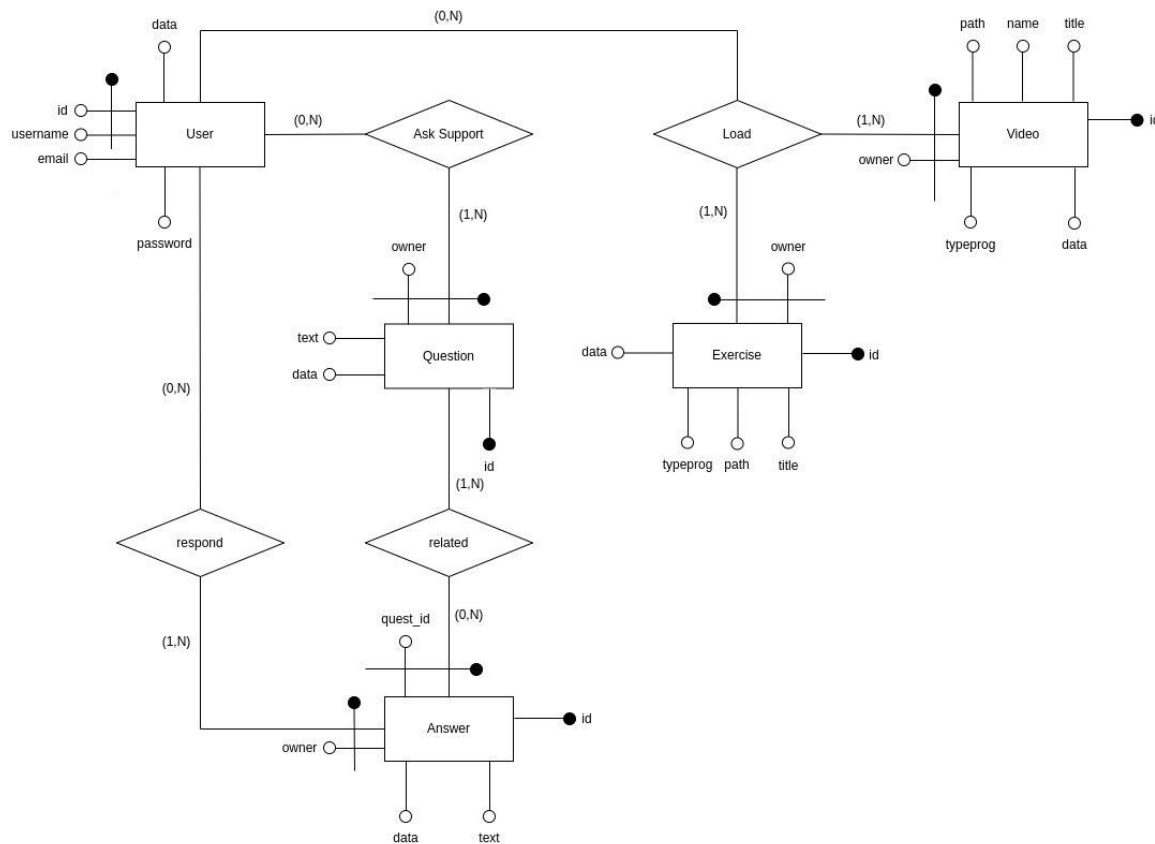 (0,N)
data
path
name
title
id
username
email
User
(0,N)
Ask Support
Load
(1,N)
owner
Video
id
password
(1,N)
(1,N)
typeprog
data
owner
owner
text
data
Question
data
Exercise
id
(0,N)
id
typeprog
path
title
(1,N)
respond
related
(1,N)
quest_id
(0,N)
owner
Answer
id
data
text